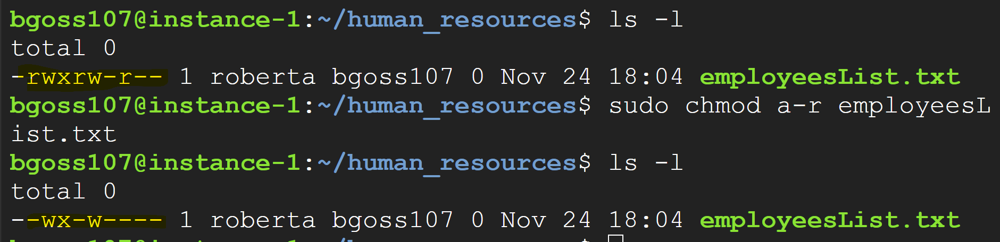 bgoss107@instance-1:~/human_resources$ ls -l
total 0
-rwxrw-r-- 1 roberta bgoss107 0 Nov 24 18:04 employeesList.txt
bgoss107@instance-1:~/human_resources$ sudo chmod a-r employeesL
ist.txt
bgoss107@instance-1:~/human_resources$ ls -l
total 0
--wx-w---- 1 roberta bgoss107 0 Nov 24 18:04 employeesList.txt